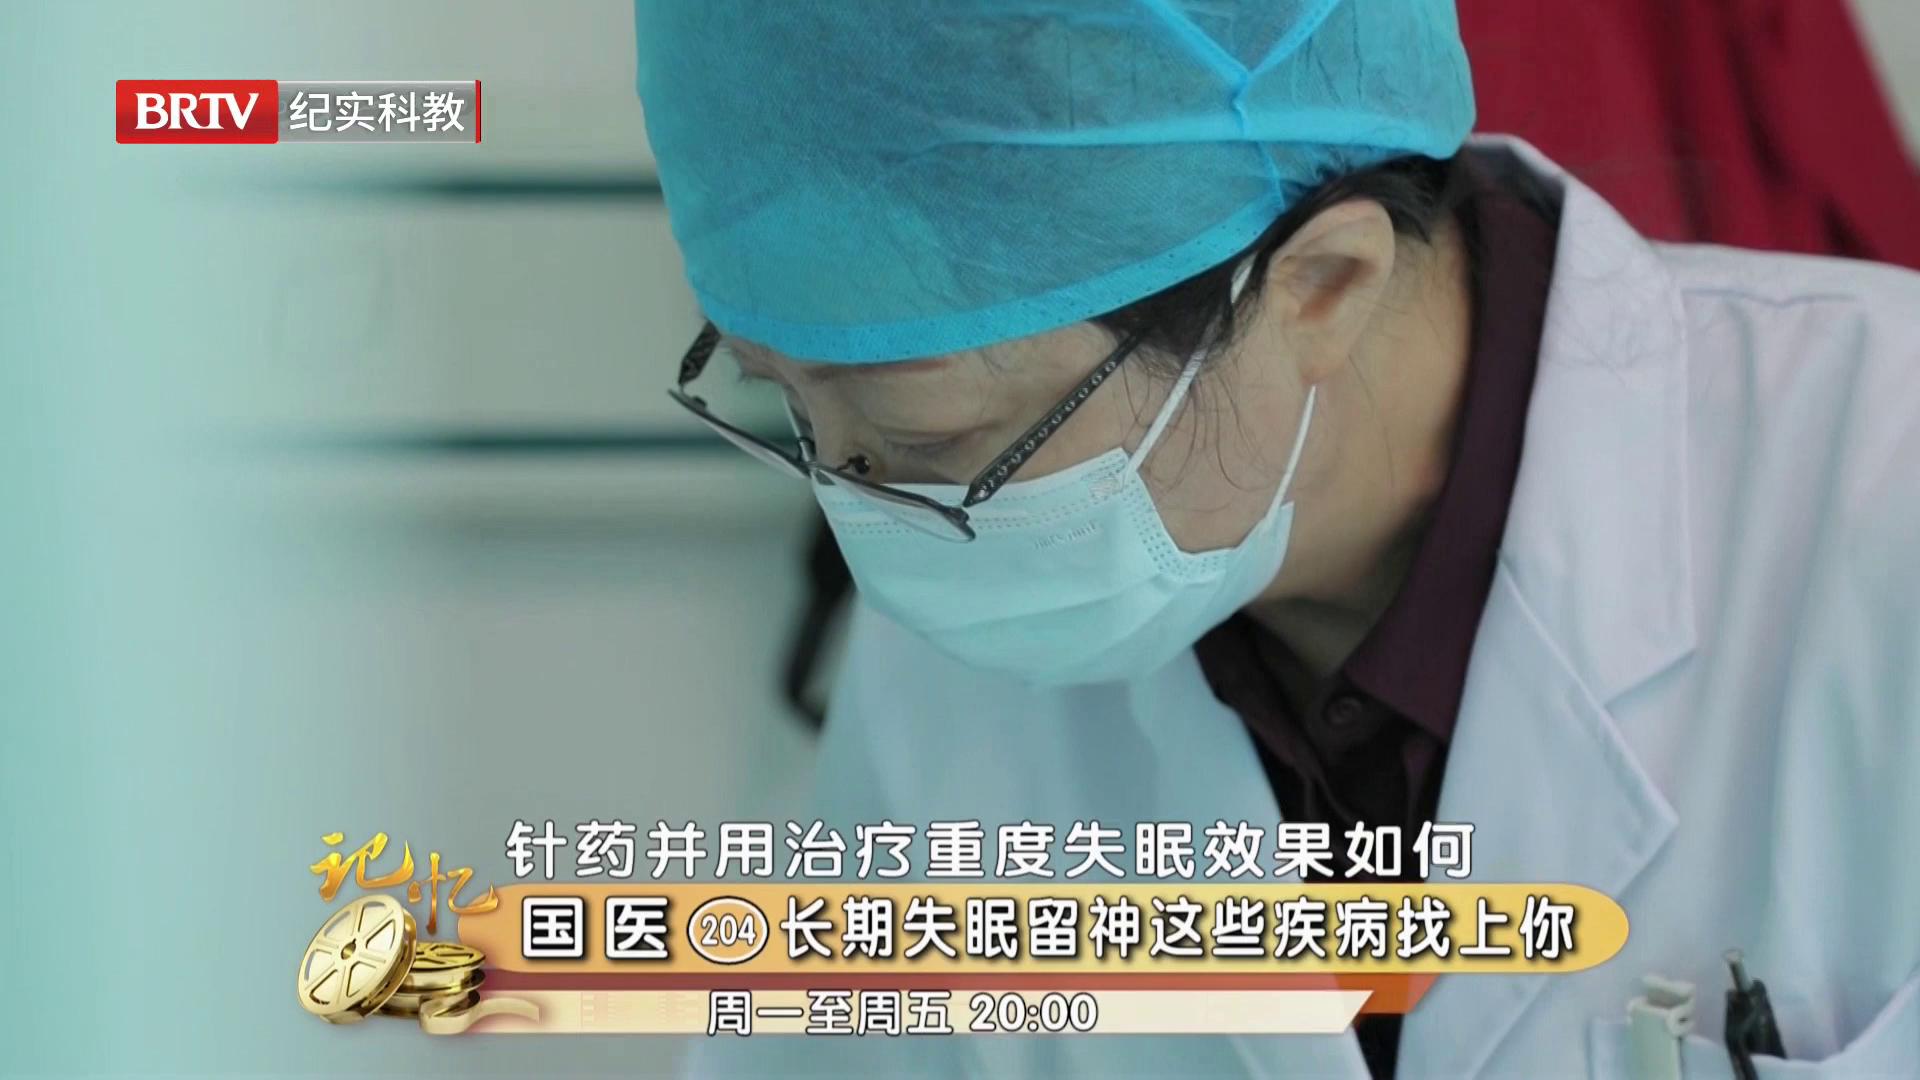 BRTV 纪实科教
针药并用治疗重度失眠效果如何
记忆
国医 204 长期失眠留神这些疾病找上你
周一至周五 20:00